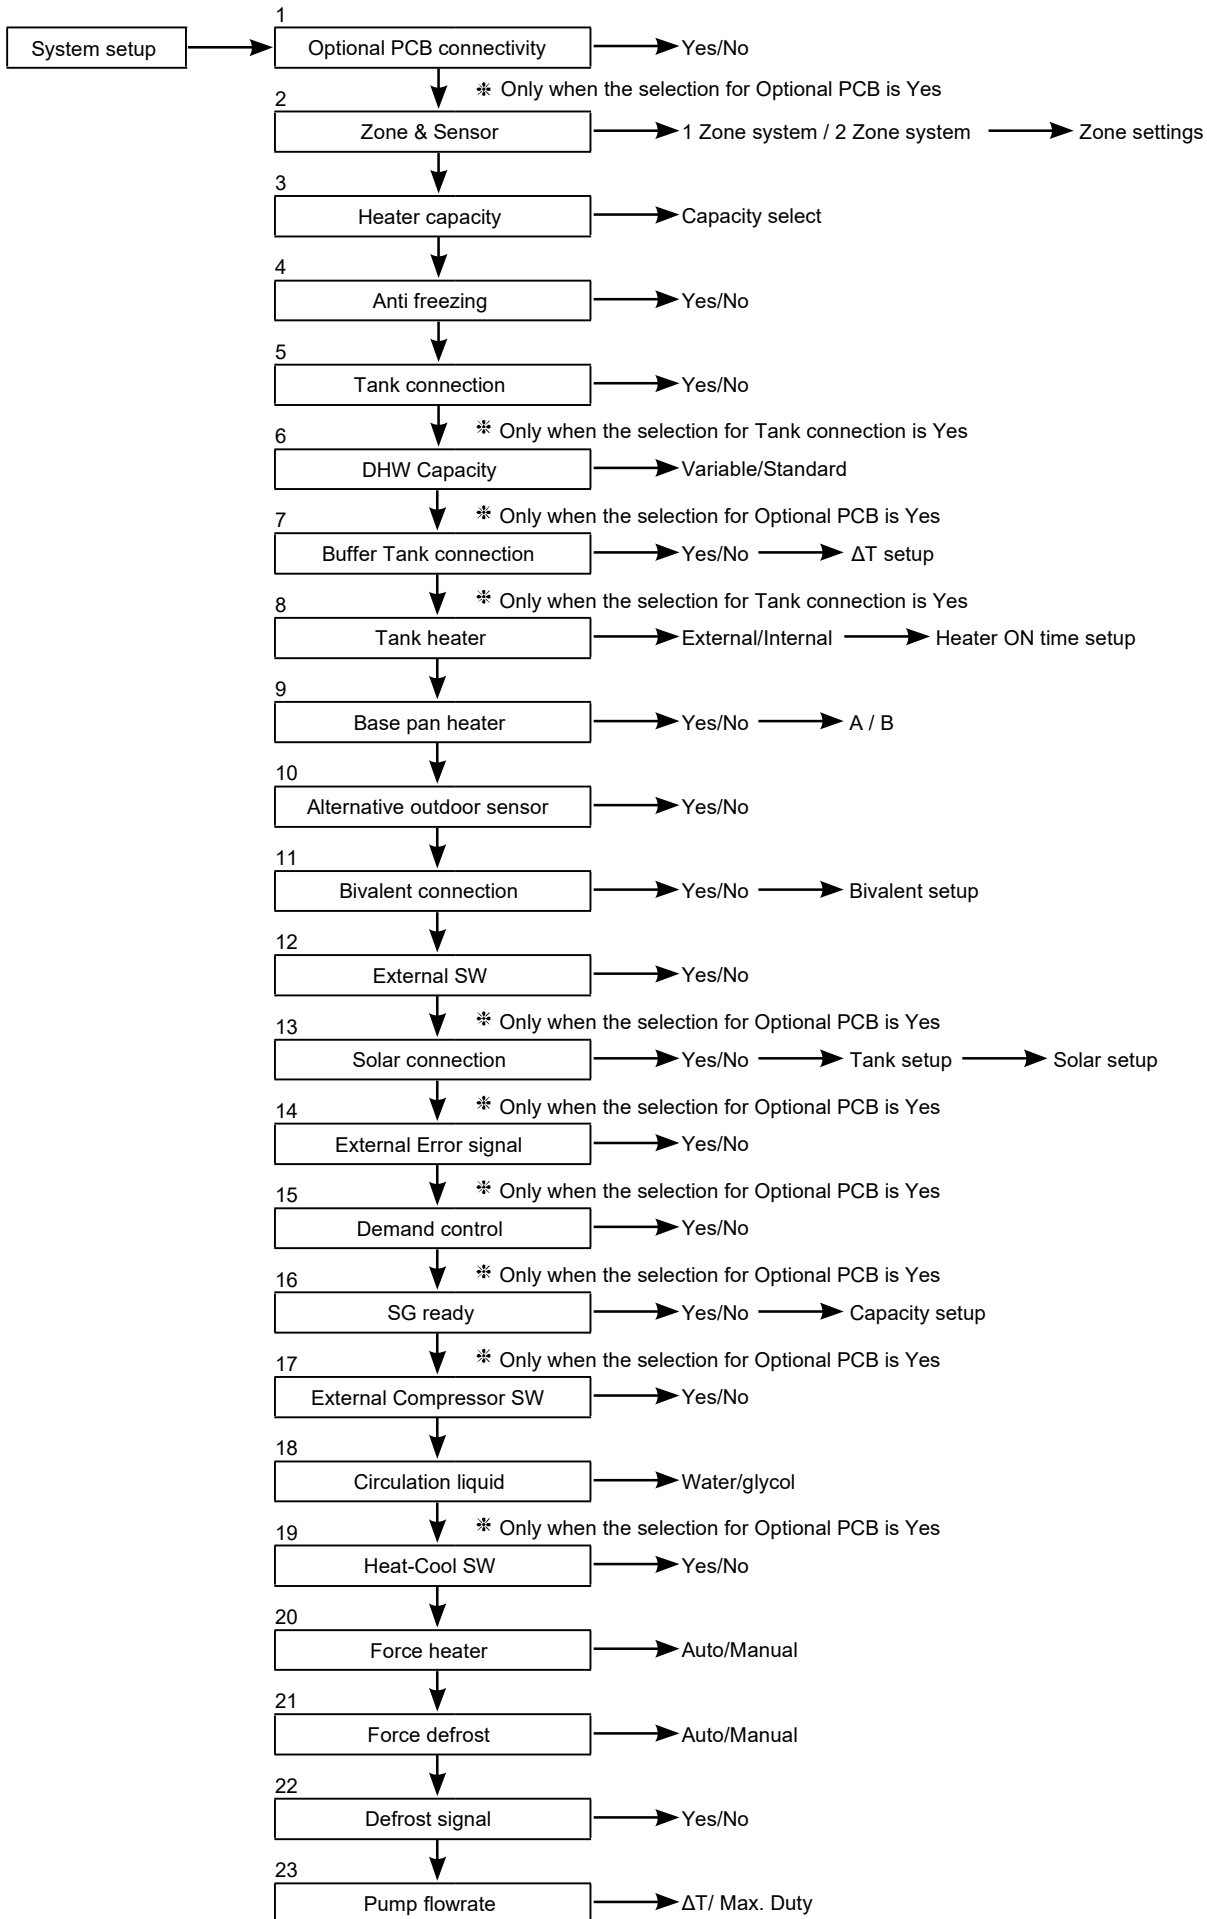 1
System setup
Optional PCB connectivity
Yes/No
❉ Only when the selection for Optional PCB is Yes
2
Zone & Sensor
1 Zone system / 2 Zone system
Zone settings
3
Heater capacity
Capacity select
4
Anti freezing
Yes/No
5
Tank connection
Yes/No
❉ Only when the selection for Tank connection is Yes
6
DHW Capacity
Variable/Standard
❉ Only when the selection for Optional PCB is Yes
7
Buffer Tank connection
Yes/No
ΔT setup
❉ Only when the selection for Tank connection is Yes
8
Tank heater
External/Internal
Heater ON time setup
9
Base pan heater
Yes/No
A / B
10
Alternative outdoor sensor
Yes/No
11
Bivalent connection
Yes/No
Bivalent setup
12
External SW
Yes/No
❉ Only when the selection for Optional PCB is Yes
13
Solar connection
Yes/No
Tank setup
Solar setup
❉ Only when the selection for Optional PCB is Yes
14
External Error signal
Yes/No
❉ Only when the selection for Optional PCB is Yes
15
Demand control
Yes/No
❉ Only when the selection for Optional PCB is Yes
16
SG ready
Yes/No
Capacity setup
❉ Only when the selection for Optional PCB is Yes
17
External Compressor SW
Yes/No
18
Circulation liquid
Water/glycol
❉ Only when the selection for Optional PCB is Yes
19
Heat-Cool SW
Yes/No
20
Force heater
Auto/Manual
21
Force defrost
Auto/Manual
22
Defrost signal
Yes/No
23
Pump flowrate
ΔT/ Max. Duty